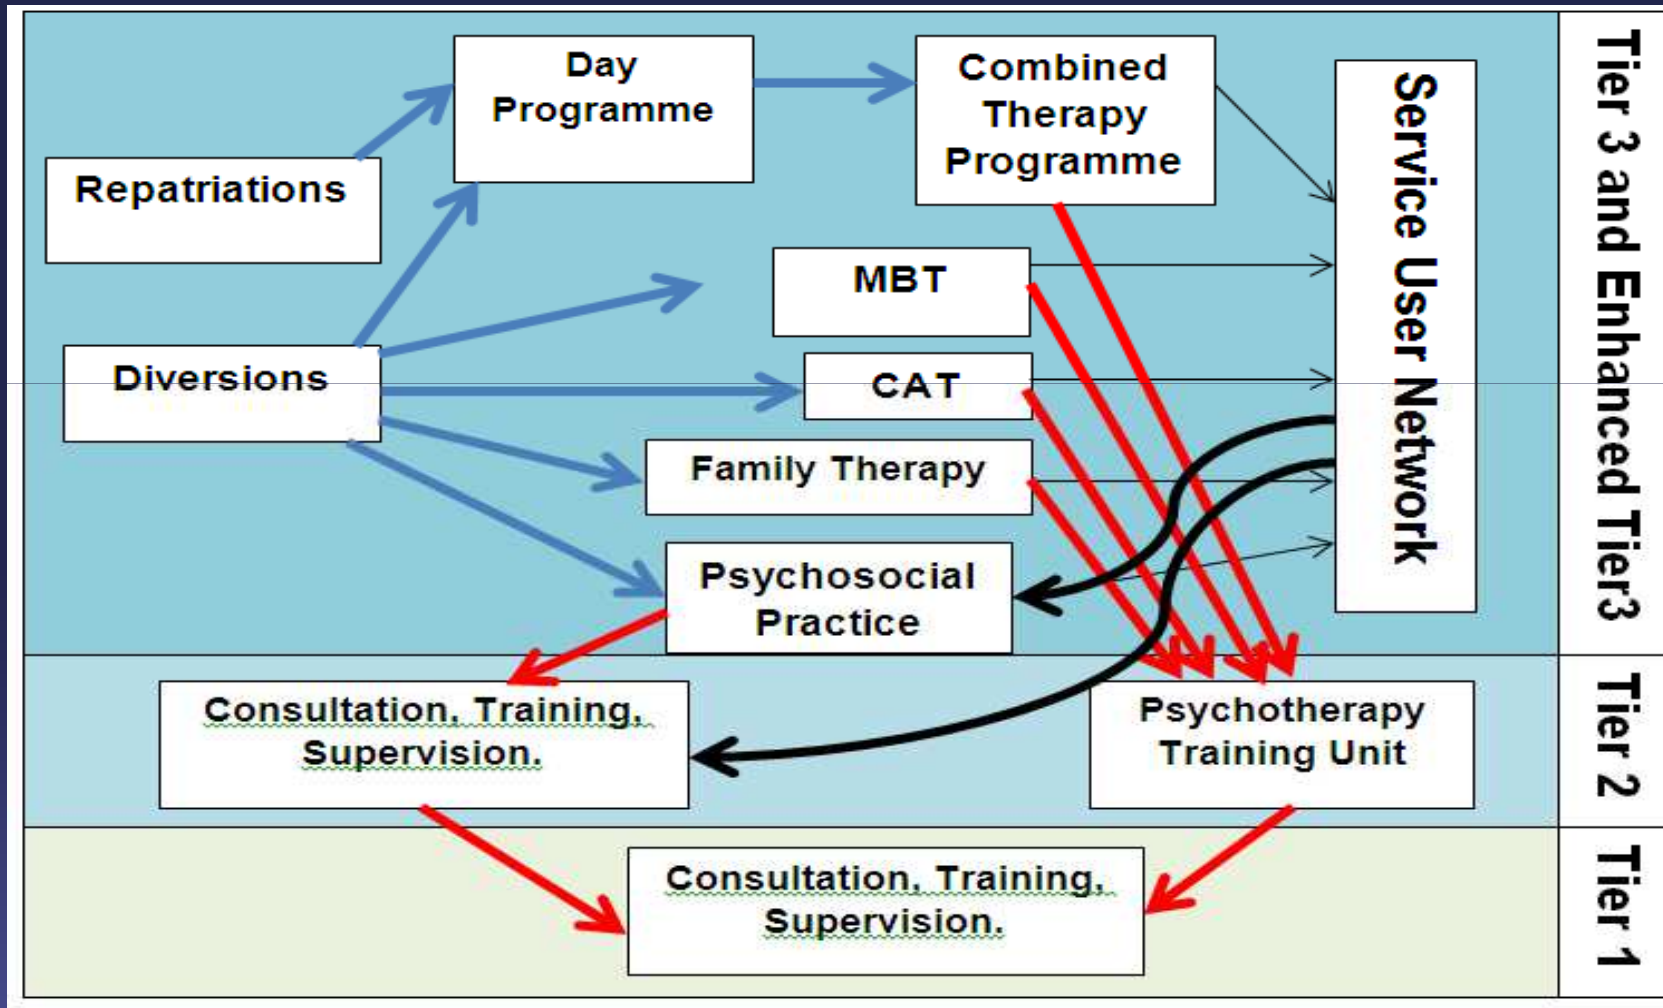 Day
Programme
Combined
Therapy
Programme
Repatriations
MBT
Diversions
CAT
Family Therapy
Psychosocial
Practice
Service User Network
Tier 3 and Enhanced Tier3
Consultation, Training,
Supervision.
Psychotherapy
Training Unit
Tier 2
Consultation, Training,
Supervision.
Tier 1